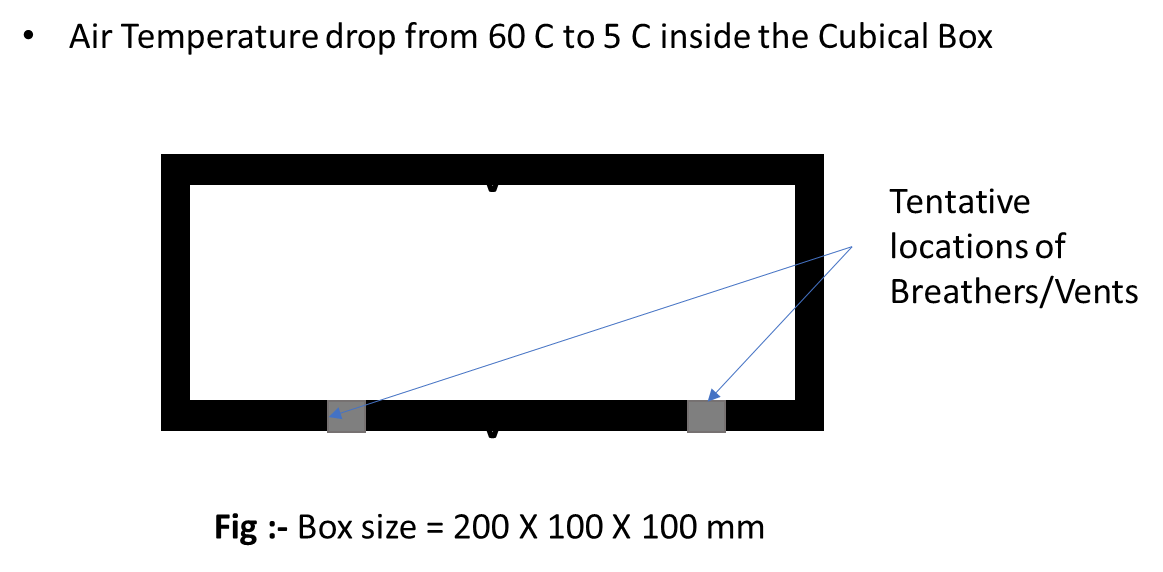 • Air Temperature drop from 60 C to 5 C inside the Cubical Box
Tentative
locations of
Breathers/Vents
Fig :- Box size = 200 X 100 X 100 mm